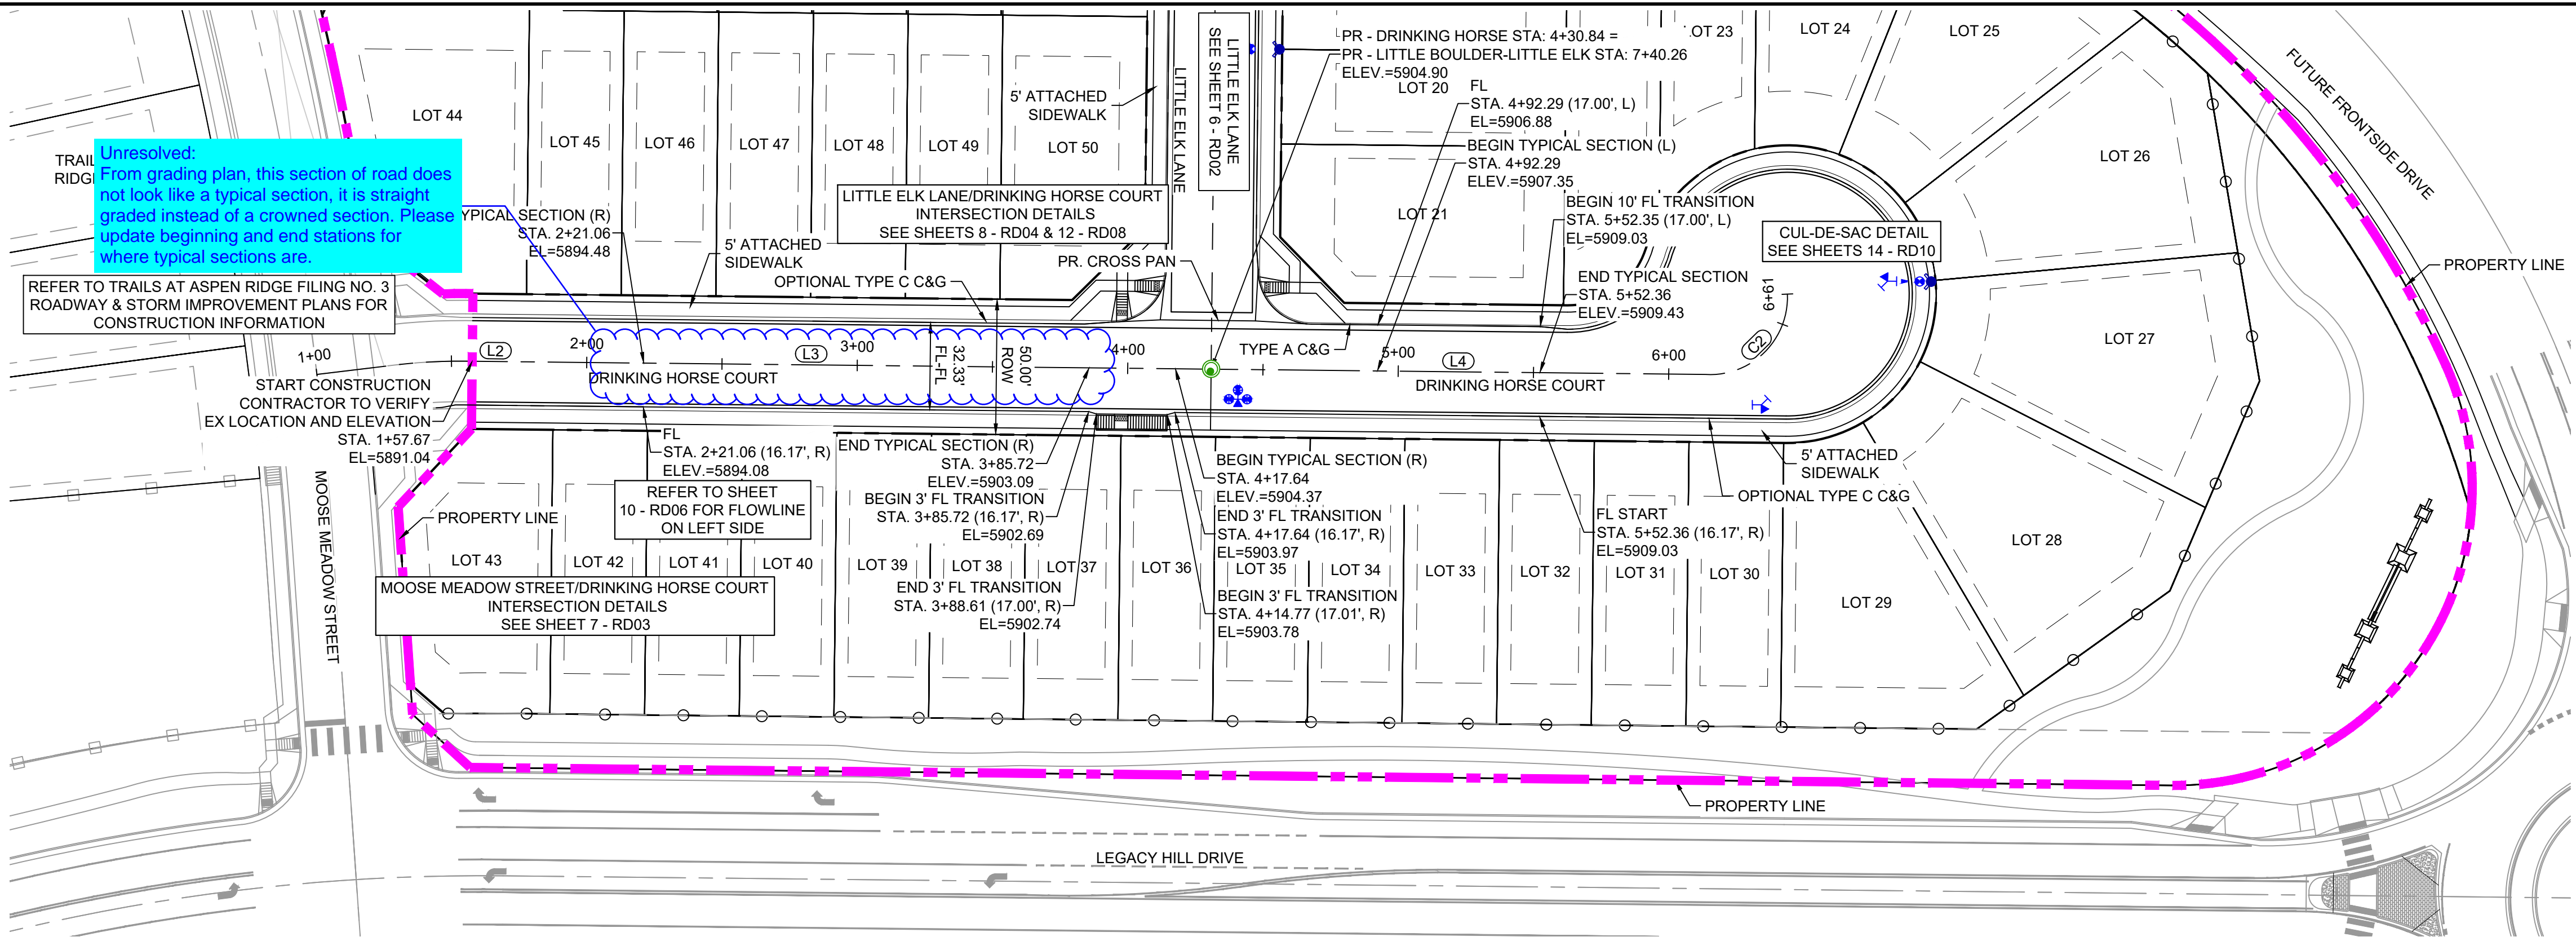 PR - DRINKING HORSE STA: 4+30.84 =
PR - LITTLE BOULDER-LITTLE ELK STA: 7+40.26
ELEV.=5904.90
LITTLE ELK LANE
SEE SHEET 6 - RD02
LITTLE ELK LANE
LOT 24
LOT 25
FUTURE FRONTSIDE DRIVE
LOT 20
FL
STA. 4+92.29 (17.00', L)
EL=5906.88
BEGIN TYPICAL SECTION (L)
STA. 4+92.29
ELEV.=5907.35
LOT 44
LOT 45
LOT 46
LOT 47
LOT 48
LOT 49
LOT 50
5' ATTACHED
SIDEWALK
LOT 26
Unresolved:
From grading plan, this section of road does
not look like a typical section, it is straight
graded instead of a crowned section. Please
update beginning and end stations for
where typical sections are.
TYPICAL SECTION (R)
STA. 2+21.06
EL=5894.48
5' ATTACHED
SIDEWALK
LITTLE ELK LANE/DRINKING HORSE COURT
INTERSECTION DETAILS
SEE SHEETS 8 - RD04 & 12 - RD08
OPTIONAL TYPE C C&G
PR. CROSS PAN
LOT 21
BEGIN 10' FL TRANSITION
STA. 5+52.35 (17.00', L)
EL=5909.03
END TYPICAL SECTION
STA. 5+52.36
ELEV.=5909.43
CUL-DE-SAC DETAIL
SEE SHEETS 14 - RD10
PROPERTY LINE
LOT 27
REFER TO TRAILS AT ASPEN RIDGE FILING NO. 3
ROADWAY & STORM IMPROVEMENT PLANS FOR
CONSTRUCTION INFORMATION
1+00
L2
2+00
L3
3+00
4+00
5+00
L4
6+00
C2
6+61
32.33'
FL-FL
50.00'
ROW
TYPE A C&G
DRINKING HORSE COURT
DRINKING HORSE COURT
START CONSTRUCTION
CONTRACTOR TO VERIFY
EX LOCATION AND ELEVATION
STA. 1+57.67
EL=5891.04
FL
STA. 2+21.06 (16.17', R)
ELEV.=5894.08
REFER TO SHEET
10 - RD06 FOR FLOWLINE
ON LEFT SIDE
END TYPICAL SECTION (R)
STA. 3+85.72
ELEV.=5903.09
BEGIN 3' FL TRANSITION
STA. 3+85.72 (16.17', R)
EL=5902.69
END 3' FL TRANSITION
STA. 3+88.61 (17.00', R)
EL=5902.74
BEGIN TYPICAL SECTION (R)
STA. 4+17.64
ELEV.=5904.37
END 3' FL TRANSITION
STA. 4+17.64 (16.17', R)
EL=5903.97
BEGIN 3' FL TRANSITION
STA. 4+14.77 (17.01', R)
EL=5903.78
FL START
STA. 5+52.36 (16.17', R)
EL=5909.03
5' ATTACHED
SIDEWALK
OPTIONAL TYPE C C&G
MOOSE MEADOW STREET
PROPERTY LINE
LOT 43
LOT 42
LOT 41
LOT 40
LOT 39
LOT 38
LOT 37
LOT 36
LOT 35
LOT 34
LOT 33
LOT 32
LOT 31
LOT 30
LOT 29
LOT 28
MOOSE MEADOW STREET/DRINKING HORSE COURT
INTERSECTION DETAILS
SEE SHEET 7 - RD03
PROPERTY LINE
LEGACY HILL DRIVE